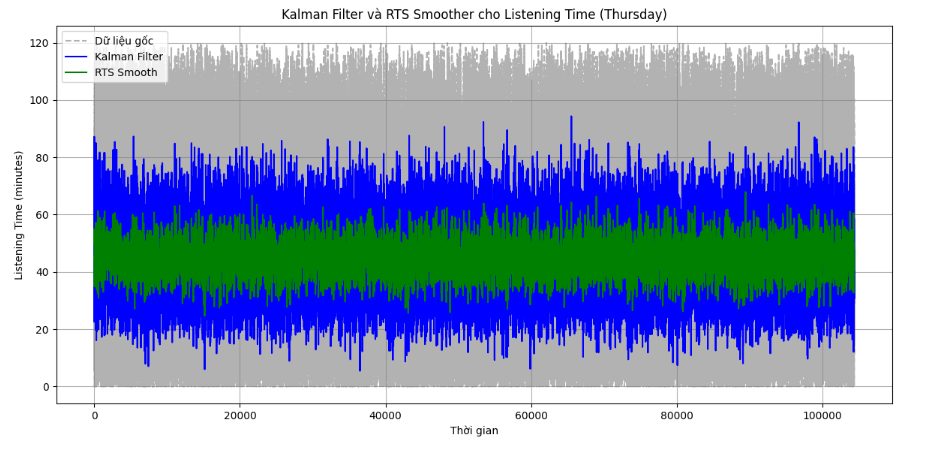 Kalman Filter và RTS Smoother cho Listening Time (Thursday)
Dữ liệu gốc
Kalman Filter
RTS Smooth
Listening Time (minutes)
120
100
80
60
40
20
0
0 20000 40000 60000 80000 100000
Thời gian